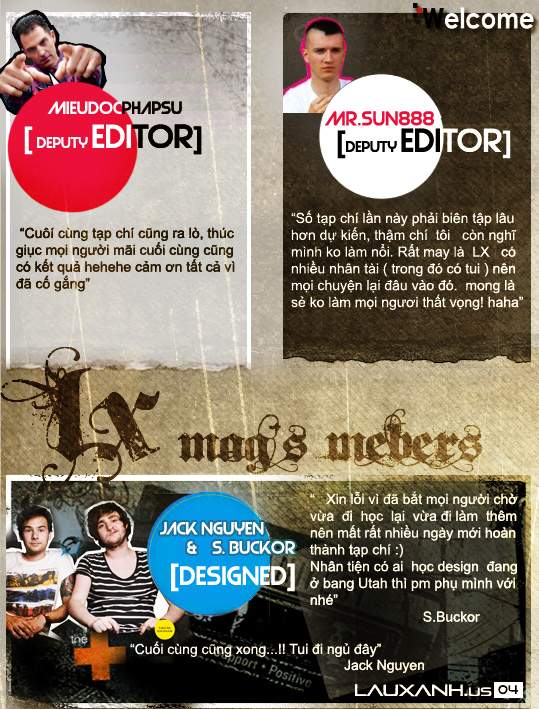 Welcome
MIEUDOCPHAPSU
[ DEPUTY EDITOR]
“Cuôí cùng tạp chí cũng ra lò, thúc
giục mọi người mãi cuối cùng cũng
có kết quả hehehe cảm ơn tất cả vì
đã cố gắng”
MR.SUN888
[DEPUTY EDITOR]
“Số tạp chí lần này phải biên tập lâu
hơn dự kiến, thậm chí tôi còn nghĩ
mình ko làm nổi. Rất may là LX có
nhiều nhân tài ( trong đó có tui ) nên
mọi chuyện lại đâu vào đó. mong là
sẻ ko làm mọi ngươi thất vọng! haha”
Lx mag's mebers
JACK NGUYEN
& S. BUCKOR
[DESIGNED]
“ Xin lỗi vì đã bắt mọi người chờ
vừa đi học lại vừa đi làm thêm
nên mất rất nhiều ngày mới hoàn
thành tạp chí :)
Nhân tiện có ai học design đang
ở bang Utah thì pm phụ mình với
nhé”
S.Buckor
the
“Cuối cùng cũng xong...!! Tui đi ngủ đây”
Jack Nguyen
Support • Positive
LAUXANH.us 04